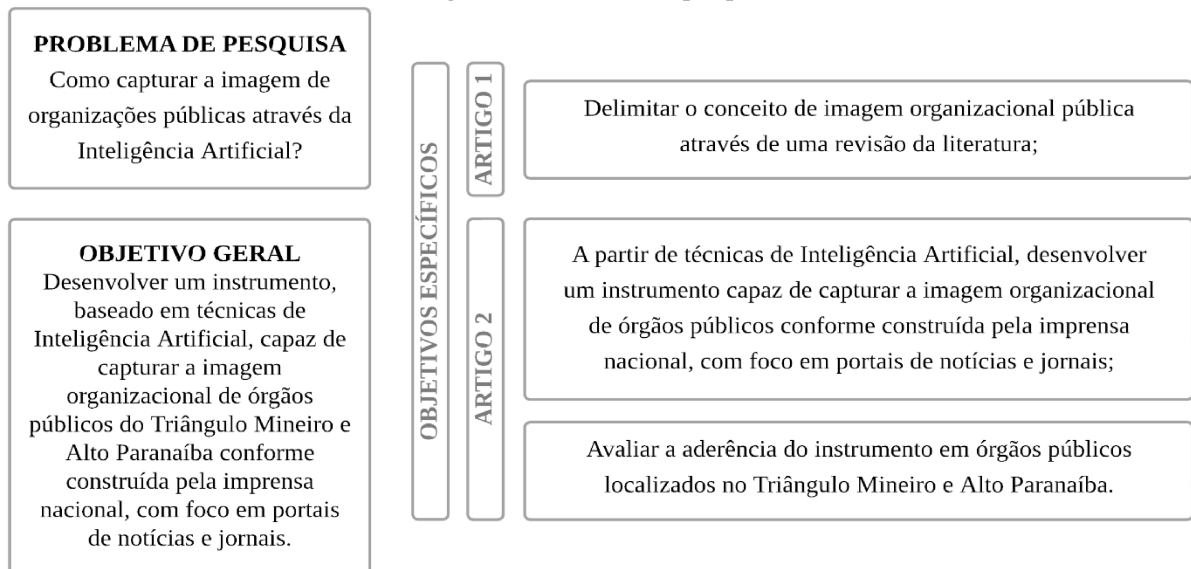 PROBLEMA DE PESQUISA
Como capturar a imagem de
organizações públicas através da
Inteligência Artificial?
OBJETIVO GERAL
Desenvolver um instrumento,
baseado em técnicas de
Inteligência Artificial, capaz de
capturar a imagem
organizacional de órgãos
públicos do Triângulo Mineiro e
Alto Paranaíba conforme
construída pela imprensa
nacional, com foco em portais
de notícias e jornais.
OBJETIVOS ESPECÍFICOS
ARTIGO 1
Delimitar o conceito de imagem organizacional pública
através de uma revisão da literatura;
ARTIGO 2
A partir de técnicas de Inteligência Artificial, desenvolver
um instrumento capaz de capturar a imagem organizacional
de órgãos públicos conforme construída pela imprensa
nacional, com foco em portais de notícias e jornais;
Avaliar a aderência do instrumento em órgãos públicos
localizados no Triângulo Mineiro e Alto Paranaíba.